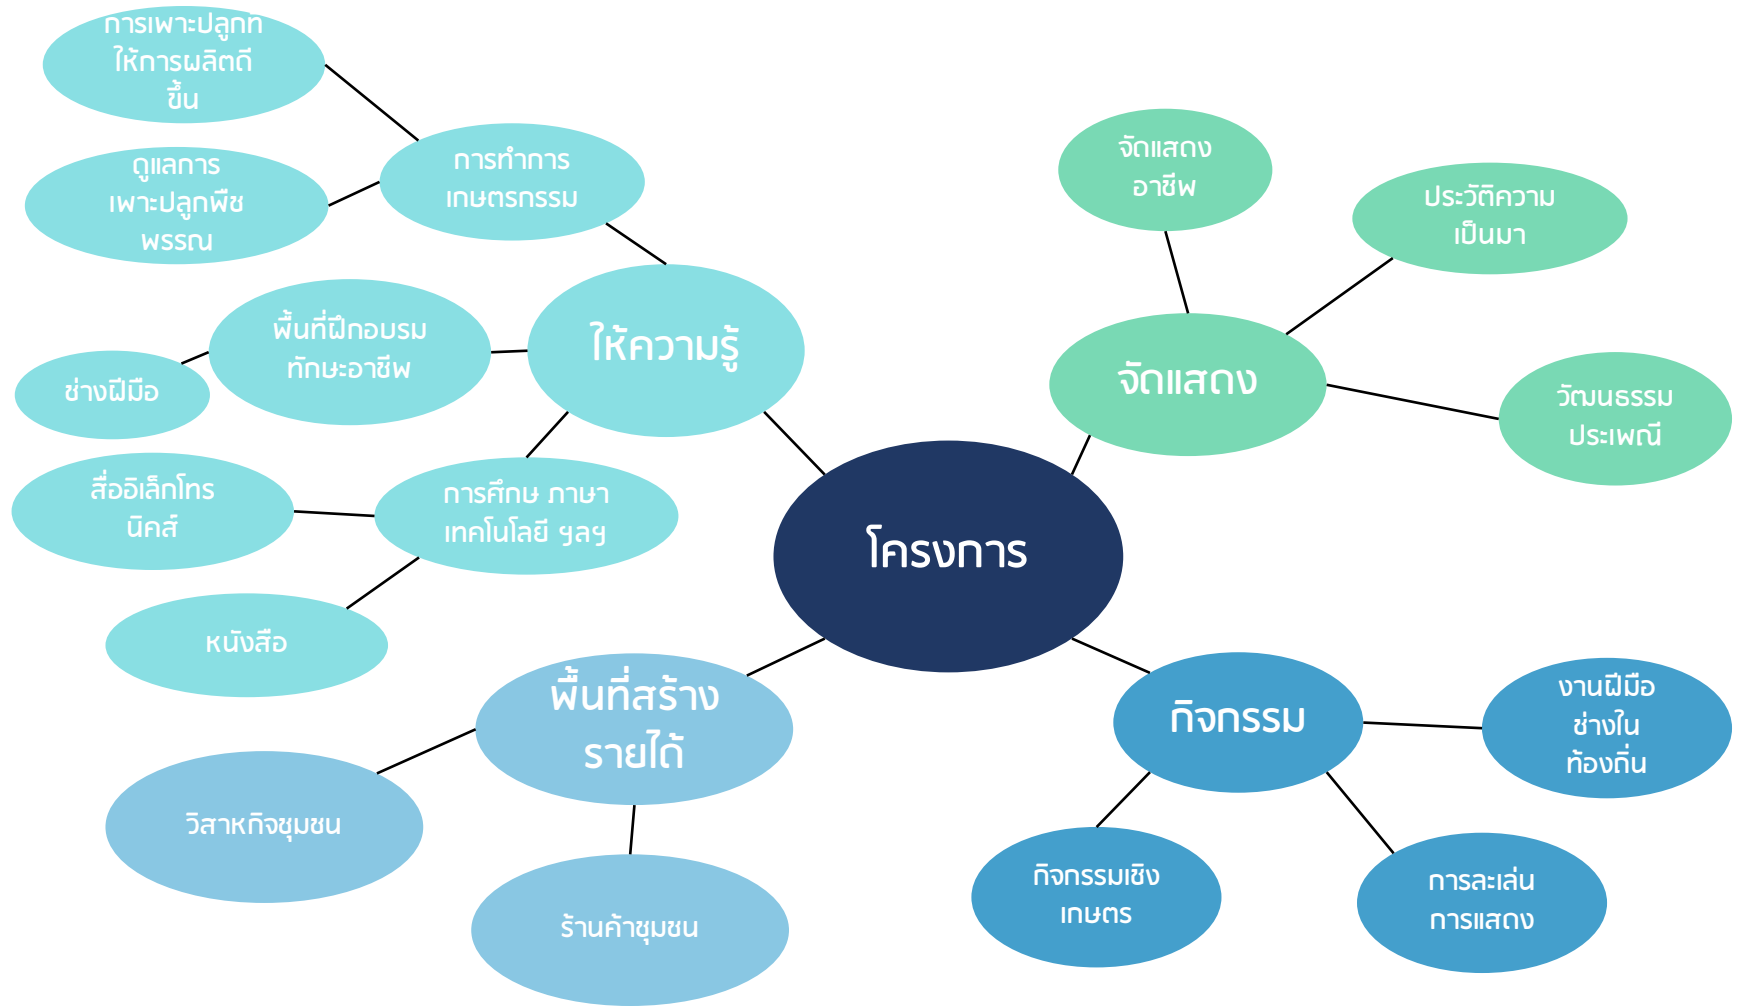 การเพาะปลูกที่
ให้การผลิตดี
ขึ้น
ดูแลการ
เพาะปลูกพืช
พรรณ
การทำการ
เกษตรกรรม
พื้นที่ฝึกอบรม
ทักษะอาชีพ
ช่างฝีมือ
ให้ความรู้
สื่ออิเล็กโทร
นิคส์
การศึกษ ภาษา
เทคโนโลยี ฯลฯ
หนังสือ
จัดแสดง
อาชีพ
ประวัติความ
เป็นมา
จัดแสดง
วัฒนธรรม
ประเพณี
โครงการ
พื้นที่สร้าง
รายได้
วิสาหกิจชุมชน
ร้านค้าชุมชน
กิจกรรม
งานฝีมือ
ช่างใน
ท้องถิ่น
กิจกรรมเชิง
เกษตร
การละเล่น
การแสดง